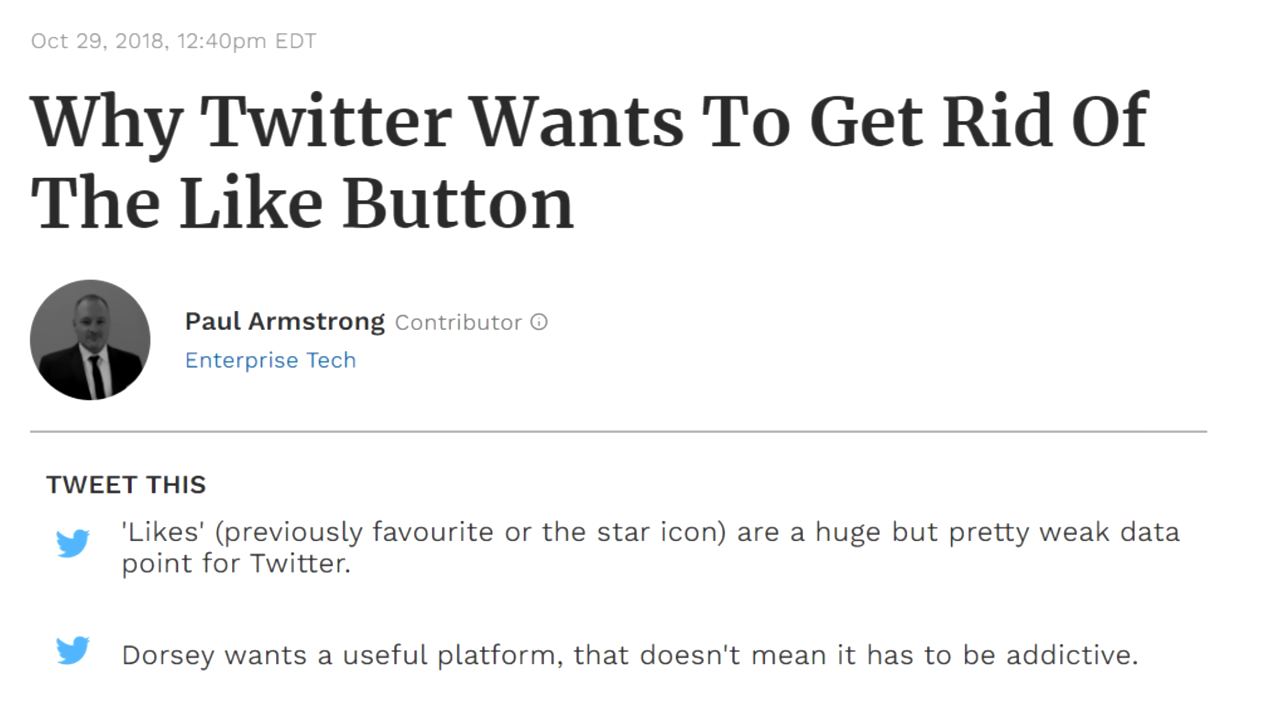 Oct 29, 2018, 12:40pm EDT
Why Twitter Wants To Get Rid Of
The Like Button
Paul Armstrong Contributor
Enterprise Tech
TWEET THIS
'Likes' (previously favourite or the star icon) are a huge but pretty weak data
point for Twitter.
Dorsey wants a useful platform, that doesn't mean it has to be addictive.